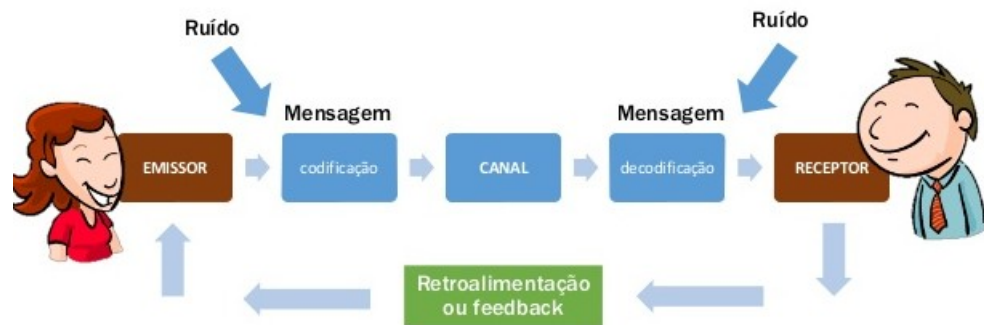 Ruído
Ruído
Mensagem
Mensagem
EMISSOR
codificação
CANAL
decodificação
RECEPTOR
Retroalimentação
ou feedback